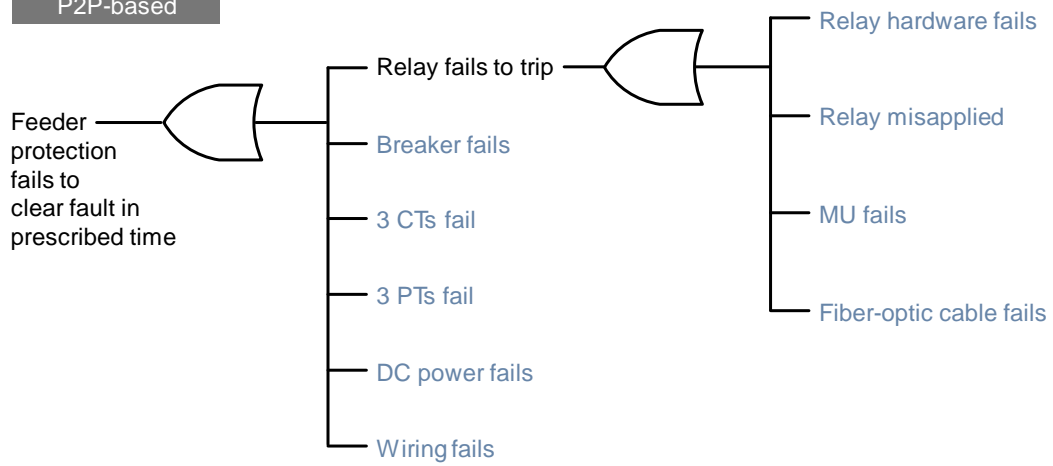 P2P-based
Feeder
protection
fails to
clear fault in
prescribed time
Relay fails to trip
Breaker fails
3 CTs fail
3 PTs fail
DC power fails
Wiring fails
Relay hardware fails
Relay misapplied
MU fails
Fiber-optic cable fails